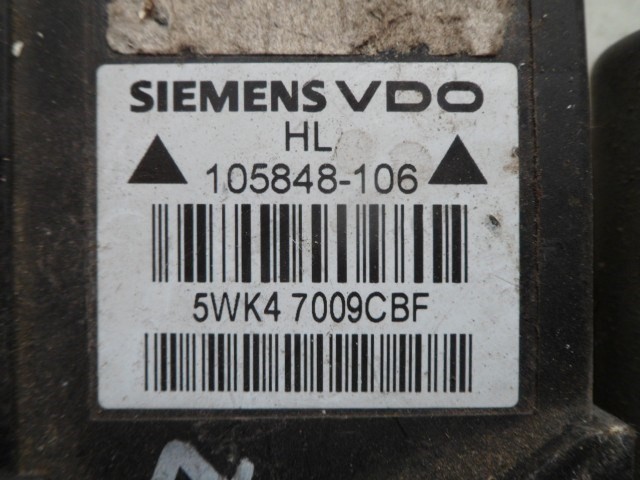 SIEMENS VDO
HL
105848-106
5WK4 7009CBF